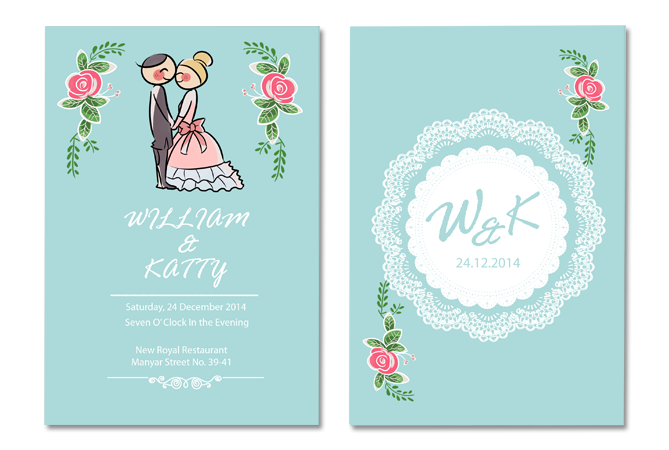 WILLIAM
&
KATTY
Saturday, 24 December 2014
Seven O' Clock In the Evening
New Royal Restaurant
Manyar Street No. 39-41
W&K
24.12.2014